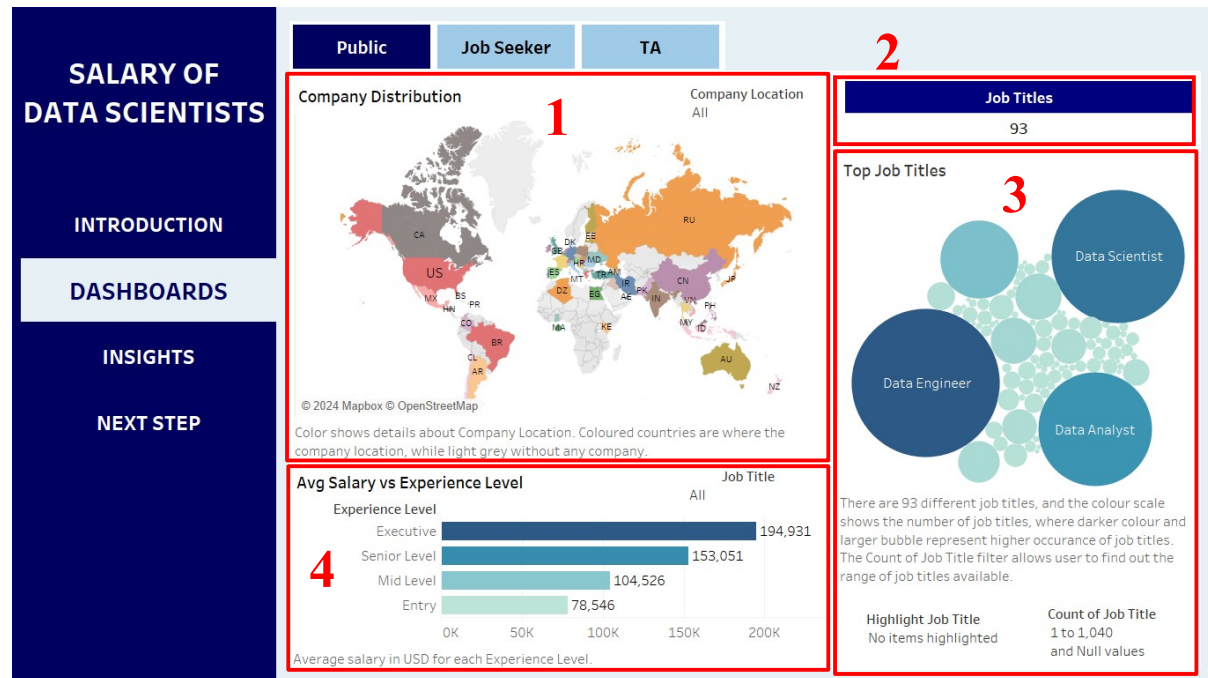 SALARY OF
DATA SCIENTISTS
INTRODUCTION
DASHBOARDS
INSIGHTS
NEXT STEP
Public
Job Seeker
TA
1
Company Distribution
Company Location
All
CA
US
MX
BS
PR
HN
CO
BR
CL
AR
RU
EE
DK
GB
HR
MD
ES
MT
TR
AM
DZ
EG
IR
AE
PK
IN
CN
JP
VN
PH
MY
ID
MA
KE
AU
NZ
© 2024 Mapbox © OpenStreetMap
Color shows details about Company Location. Coloured countries are where the
company location, while light grey without any company.
2
Job Titles
93
3
Top Job Titles
Data Scientist
Data Engineer
Data Analyst
There are 93 different job titles, and the colour scale
shows the number of job titles, where darker colour and
larger bubble represent higher occurance of job titles.
The Count of Job Title filter allows user to find out the
range of job titles available.
Highlight Job Title
No items highlighted
Count of Job Title
1 to 1,040
and Null values
4
Avg Salary vs Experience Level
Job Title
All
Experience Level
Executive 194,931
Senior Level 153,051
Mid Level 104,526
Entry 78,546
0K 50K 100K 150K 200K
Average salary in USD for each Experience Level.